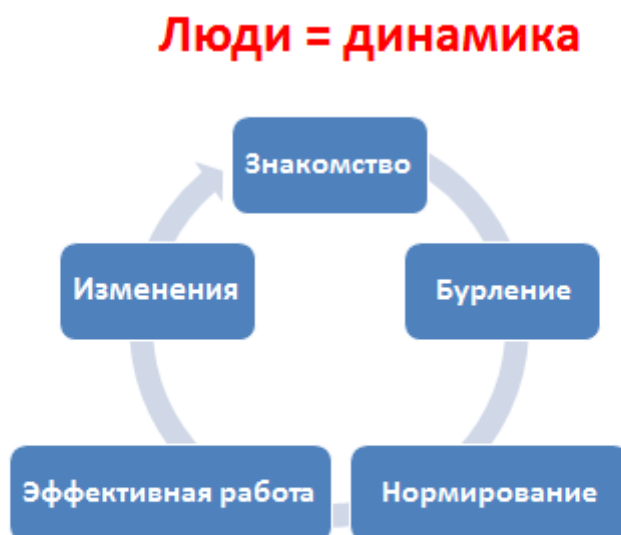 Люди = динамика
Знакомство
Бурление
Нормирование
Эффективная работа
Изменения